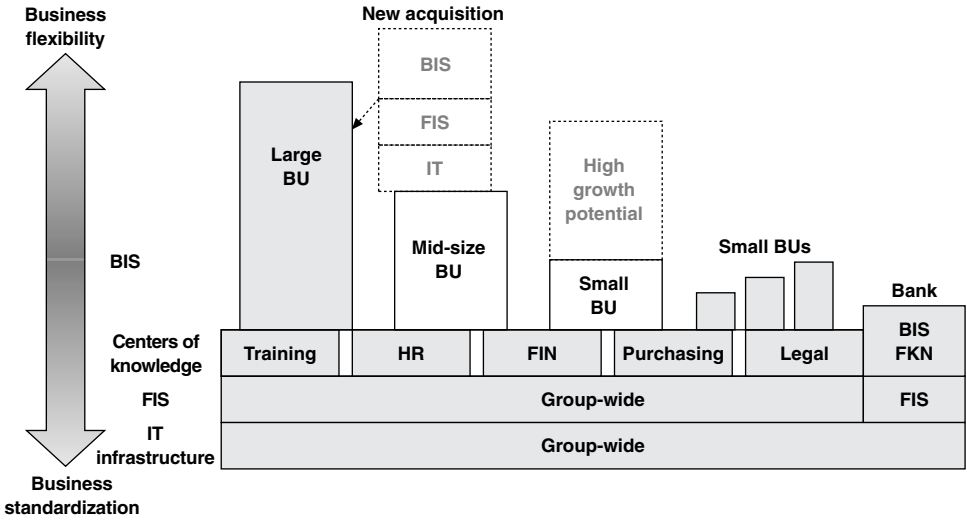 Business
flexibility
New acquisition
BIS
FIS
IT
Large
BU
High
growth
potential
Mid-size
BU
BIS
Small BUs
Small
BU
Bank
BIS
FKN
Centers of
knowledge
Training
HR
FIN
Purchasing
Legal
FIS
Group-wide
FIS
IT
infrastructure
Group-wide
Business
standardization